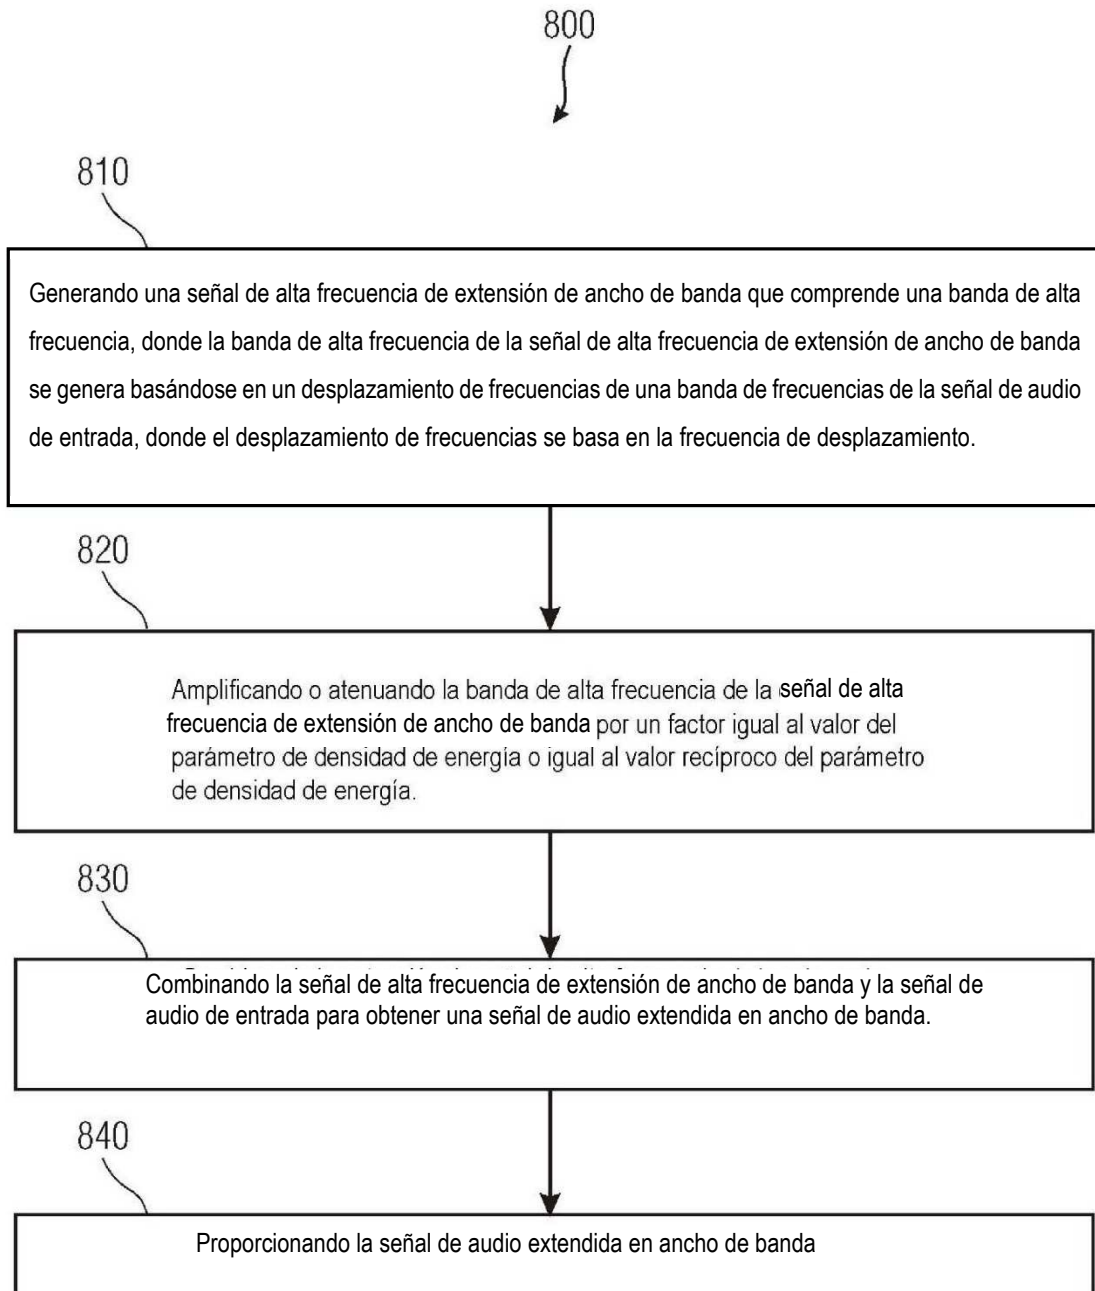 800
810
Generando una señal de alta frecuencia de extensión de ancho de banda que comprende una banda de alta
frecuencia, donde la banda de alta frecuencia de la señal de alta frecuencia de extensión de ancho de banda
se genera basándose en un desplazamiento de frecuencias de una banda de frecuencias de la señal de audio
de entrada, donde el desplazamiento de frecuencias se basa en la frecuencia de desplazamiento.
820
Amplificando o atenuando la banda de alta frecuencia de la señal de alta
frecuencia de extensión de ancho de banda por un factor igual al valor del
parámetro de densidad de energía o igual al valor recíproco del parámetro
de densidad de energía.
830
Combinando la señal de alta frecuencia de extensión de ancho de banda y la señal de
audio de entrada para obtener una señal de audio extendida en ancho de banda.
840
Proporcionando la señal de audio extendida en ancho de banda